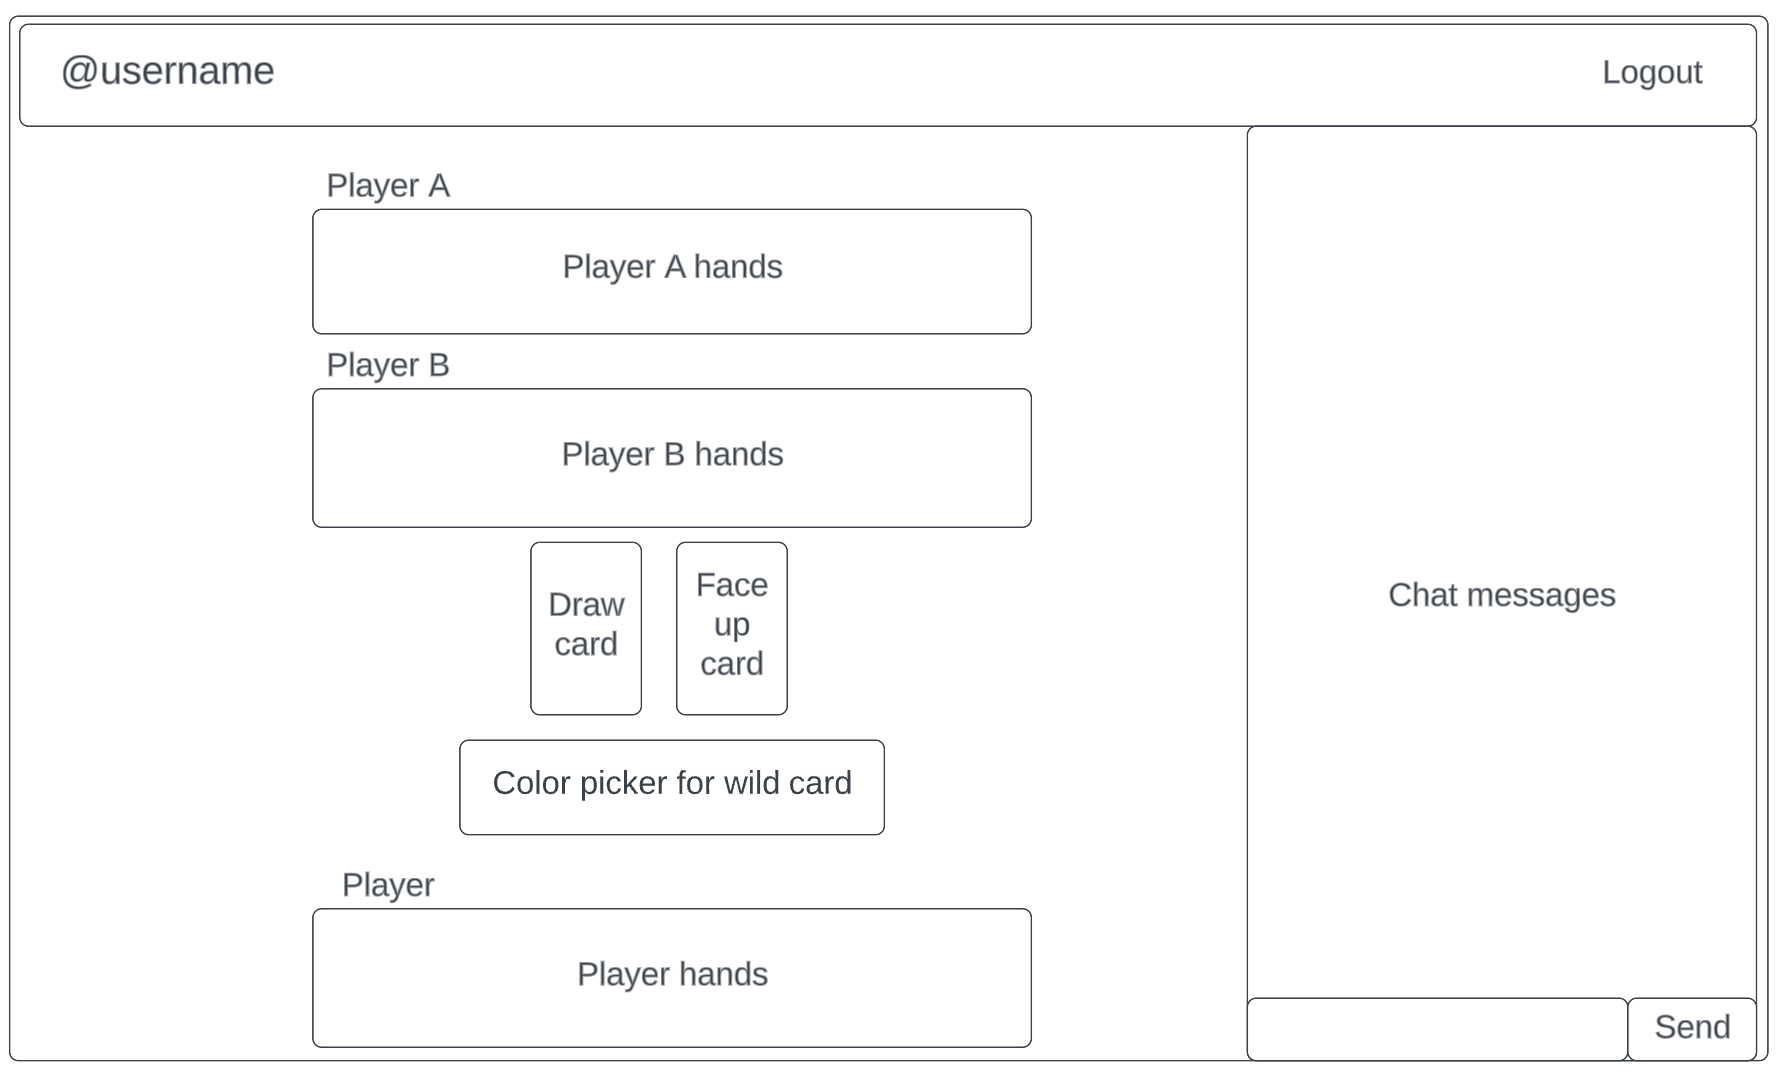 @username
Logout
Player A
Player A hands
Player B
Player B hands
Draw
card
Face
up
card
Color picker for wild card
Player
Player hands
Chat messages
Send